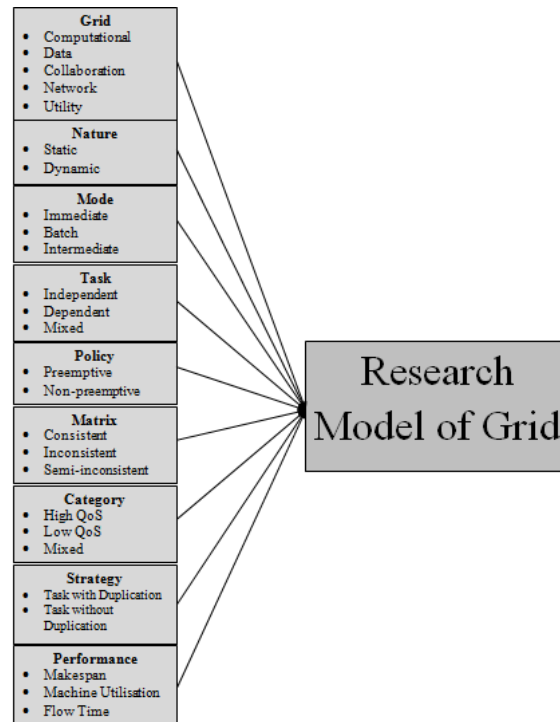 Grid
• Computational
• Data
• Collaboration
• Network
• Utility
Nature
• Static
• Dynamic
Mode
• Immediate
• Batch
• Intermediate
Task
• Independent
• Dependent
• Mixed
Policy
• Preemptive
• Non-preemptive
Matrix
• Consistent
• Inconsistent
• Semi-inconsistent
Category
• High QoS
• Low QoS
• Mixed
Strategy
• Task with Duplication
• Task without
Duplication
Performance
• Makespan
• Machine Utilisation
• Flow Time
Research
Model of Grid